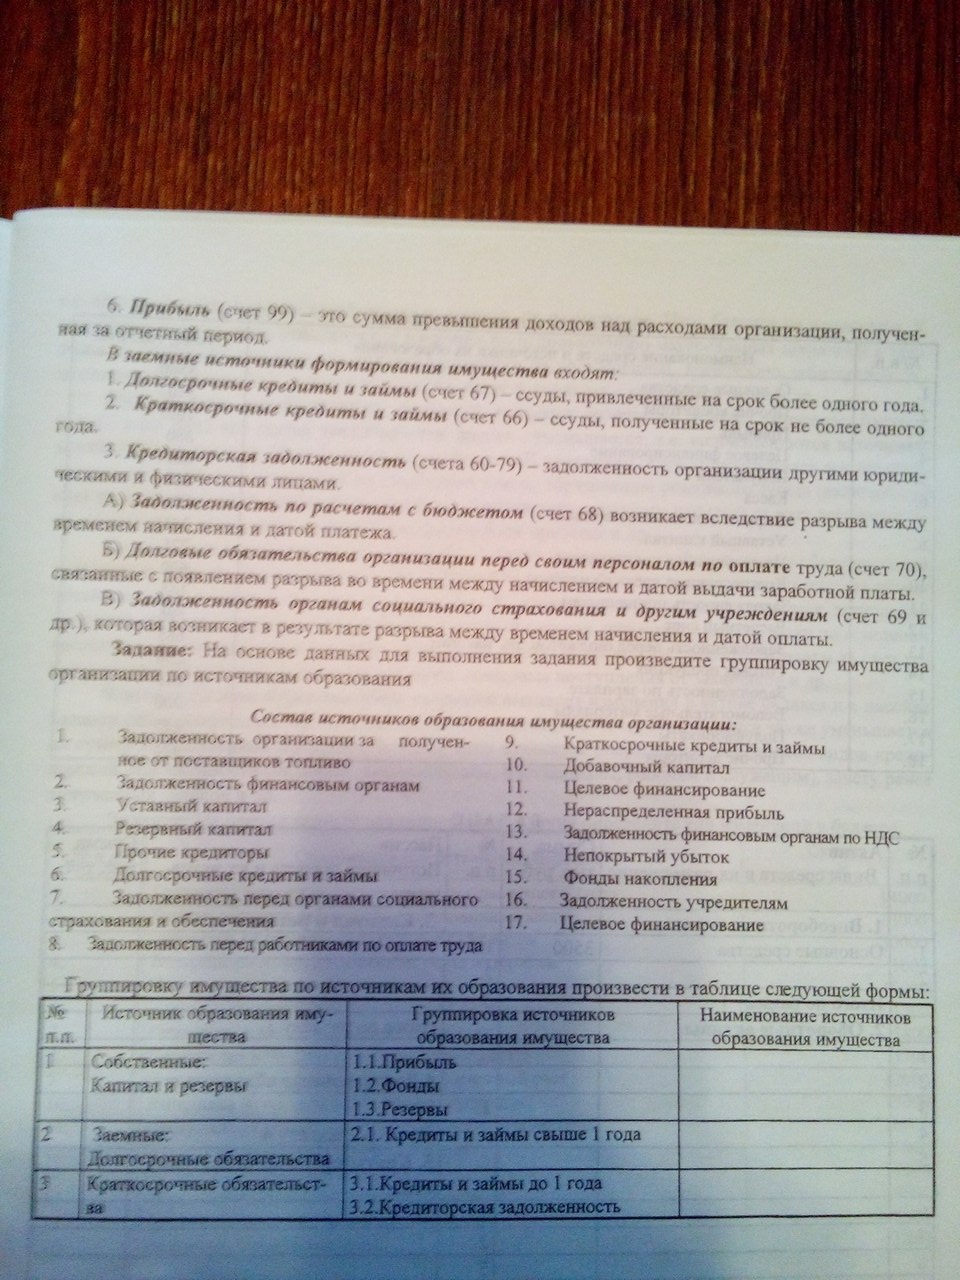 6. Прибыль (счет 99) – это сумма превышения доходов над расходами организации, получен-
ная за отчетный период.
В заемные источники формирования имущества входят:
1. Долгосрочные кредиты и займы (счет 67) – ссуды, привлеченные на срок более одного года.
2. Краткосрочные кредиты и займы (счет 66) – ссуды, полученные на срок не более одного
года.
3. Кредиторская задолженность (счета 60-79) – задолженность организации другими юриди-
ческими и физическими лицами.
А) Задолженность по расчетам с бюджетом (счет 68) возникает вследствие разрыва между
временем начисления и датой платежа.
Б) Долговые обязательства организации перед своим персоналом по оплате труда (счет 70),
связанные с появлением разрыва во времени между начислением и датой выдачи заработной платы.
В) Задолженность органам социального страхования и другим учреждениям (счет 69 и
др.), которая возникает в результате разрыва между временем начисления и датой оплаты.
Задание: На основе данных для выполнения задания произведите группировку имущества
организации по источникам образования
Состав источников образования имущества организации:
1. Задолженность организации за получен-
ное от поставщиков топливо
2. Задолженность финансовым органам
3. Уставный капитал
4. Резервный капитал
5. Прочие кредиторы
6. Долгосрочные кредиты и займы
7. Задолженность перед органами социального
страхования и обеспечения
8. Задолженность перед работниками по оплате труда
9. Краткосрочные кредиты и займы
10. Добавочный капитал
11. Целевое финансирование
12. Нераспределенная прибыль
13. Задолженность финансовым органам по НДС
14. Непокрытый убыток
15. Фонды накопления
16. Задолженность учредителям
17. Целевое финансирование
Группировку имущества по источникам их образования произвести в таблице следующей формы:
№ п.п.
Источник образования иму-
щества
Группировка источников
образования имущества
Наименование источников
образования имущества
1
Собственные:
Капитал и резервы
1.1.Прибыль
1.2.Фонды
1.3.Резервы
2
Заемные:
Долгосрочные обязательства
2.1. Кредиты и займы свыше 1 года
3
Краткосрочные обязательст-
ва
3.1.Кредиты и займы до 1 года
3.2.Кредиторская задолженность